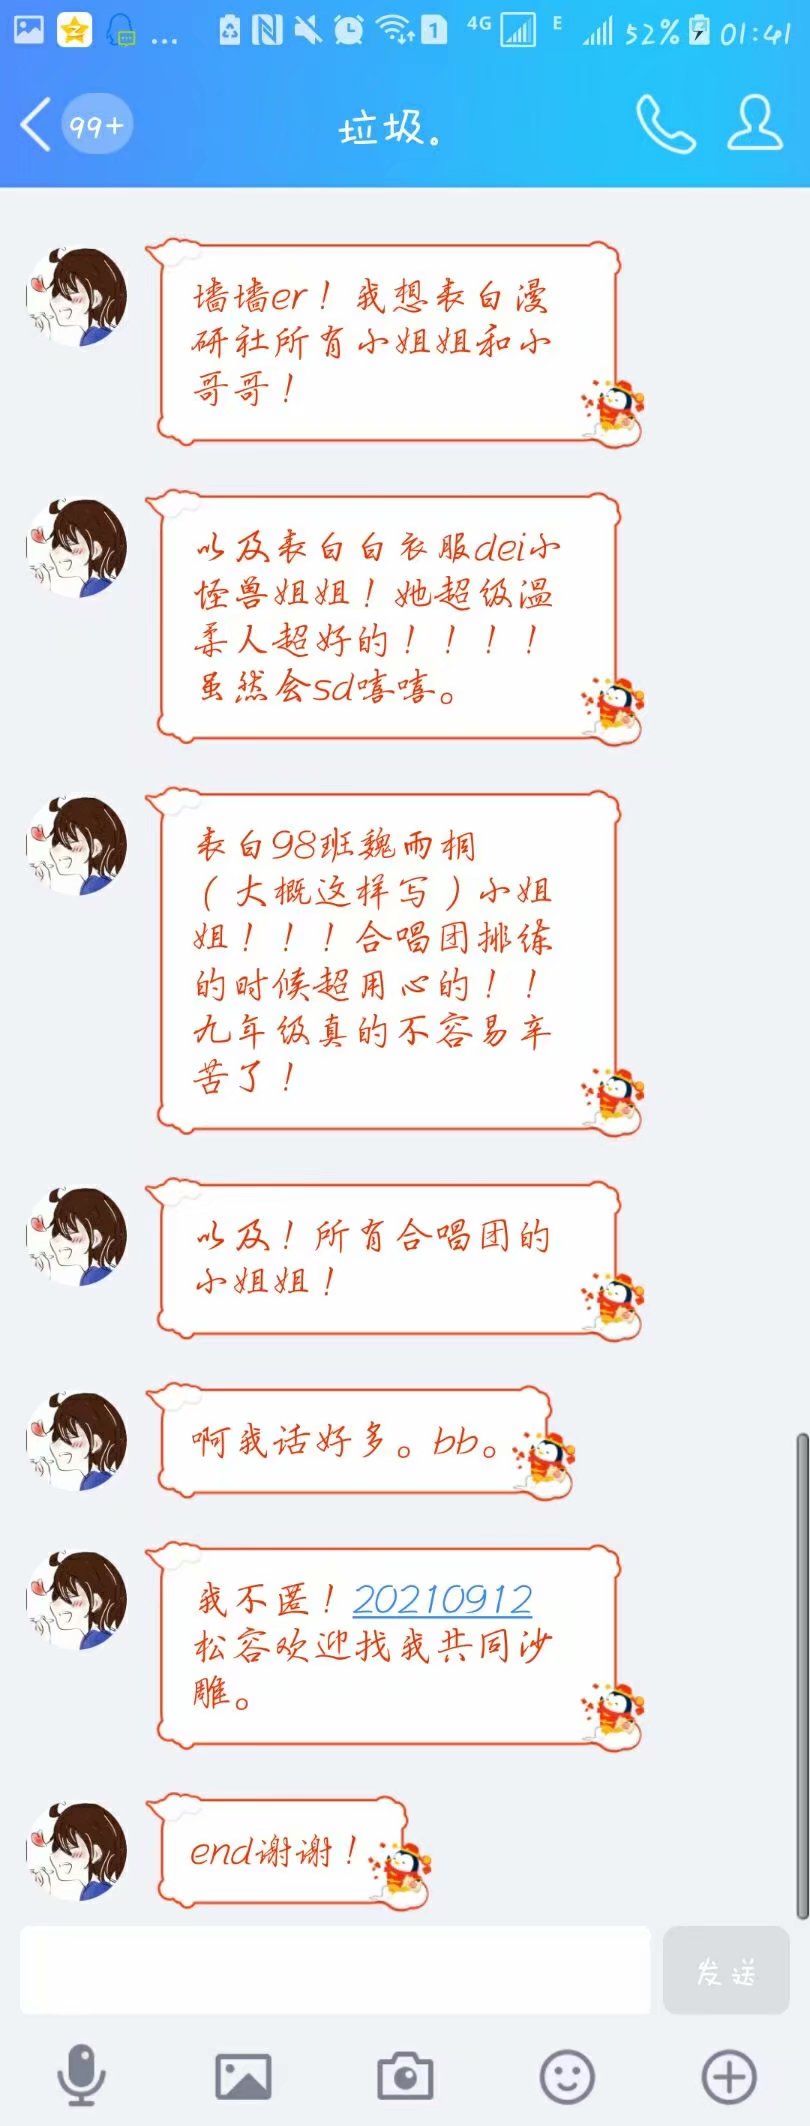 4G E 52% 01:41
99+ 垃圾。
墙墙er！我想表白漫
研社所有小姐姐和小
哥哥！
以及表白白衣服dei小
怪兽姐姐！她超级温
柔人超好的！！！！
虽然会sd嘻嘻。
表白98班魏雨桐
（大概这样写）小姐
姐！！！合唱团排练
的时候超用心的！！
九年级真的不容易辛
苦了！
以及！所有合唱团的
小姐姐！
啊我话好多。bb。
我不匿！20210912
松容欢迎找我共同沙
雕。
end谢谢！
发送